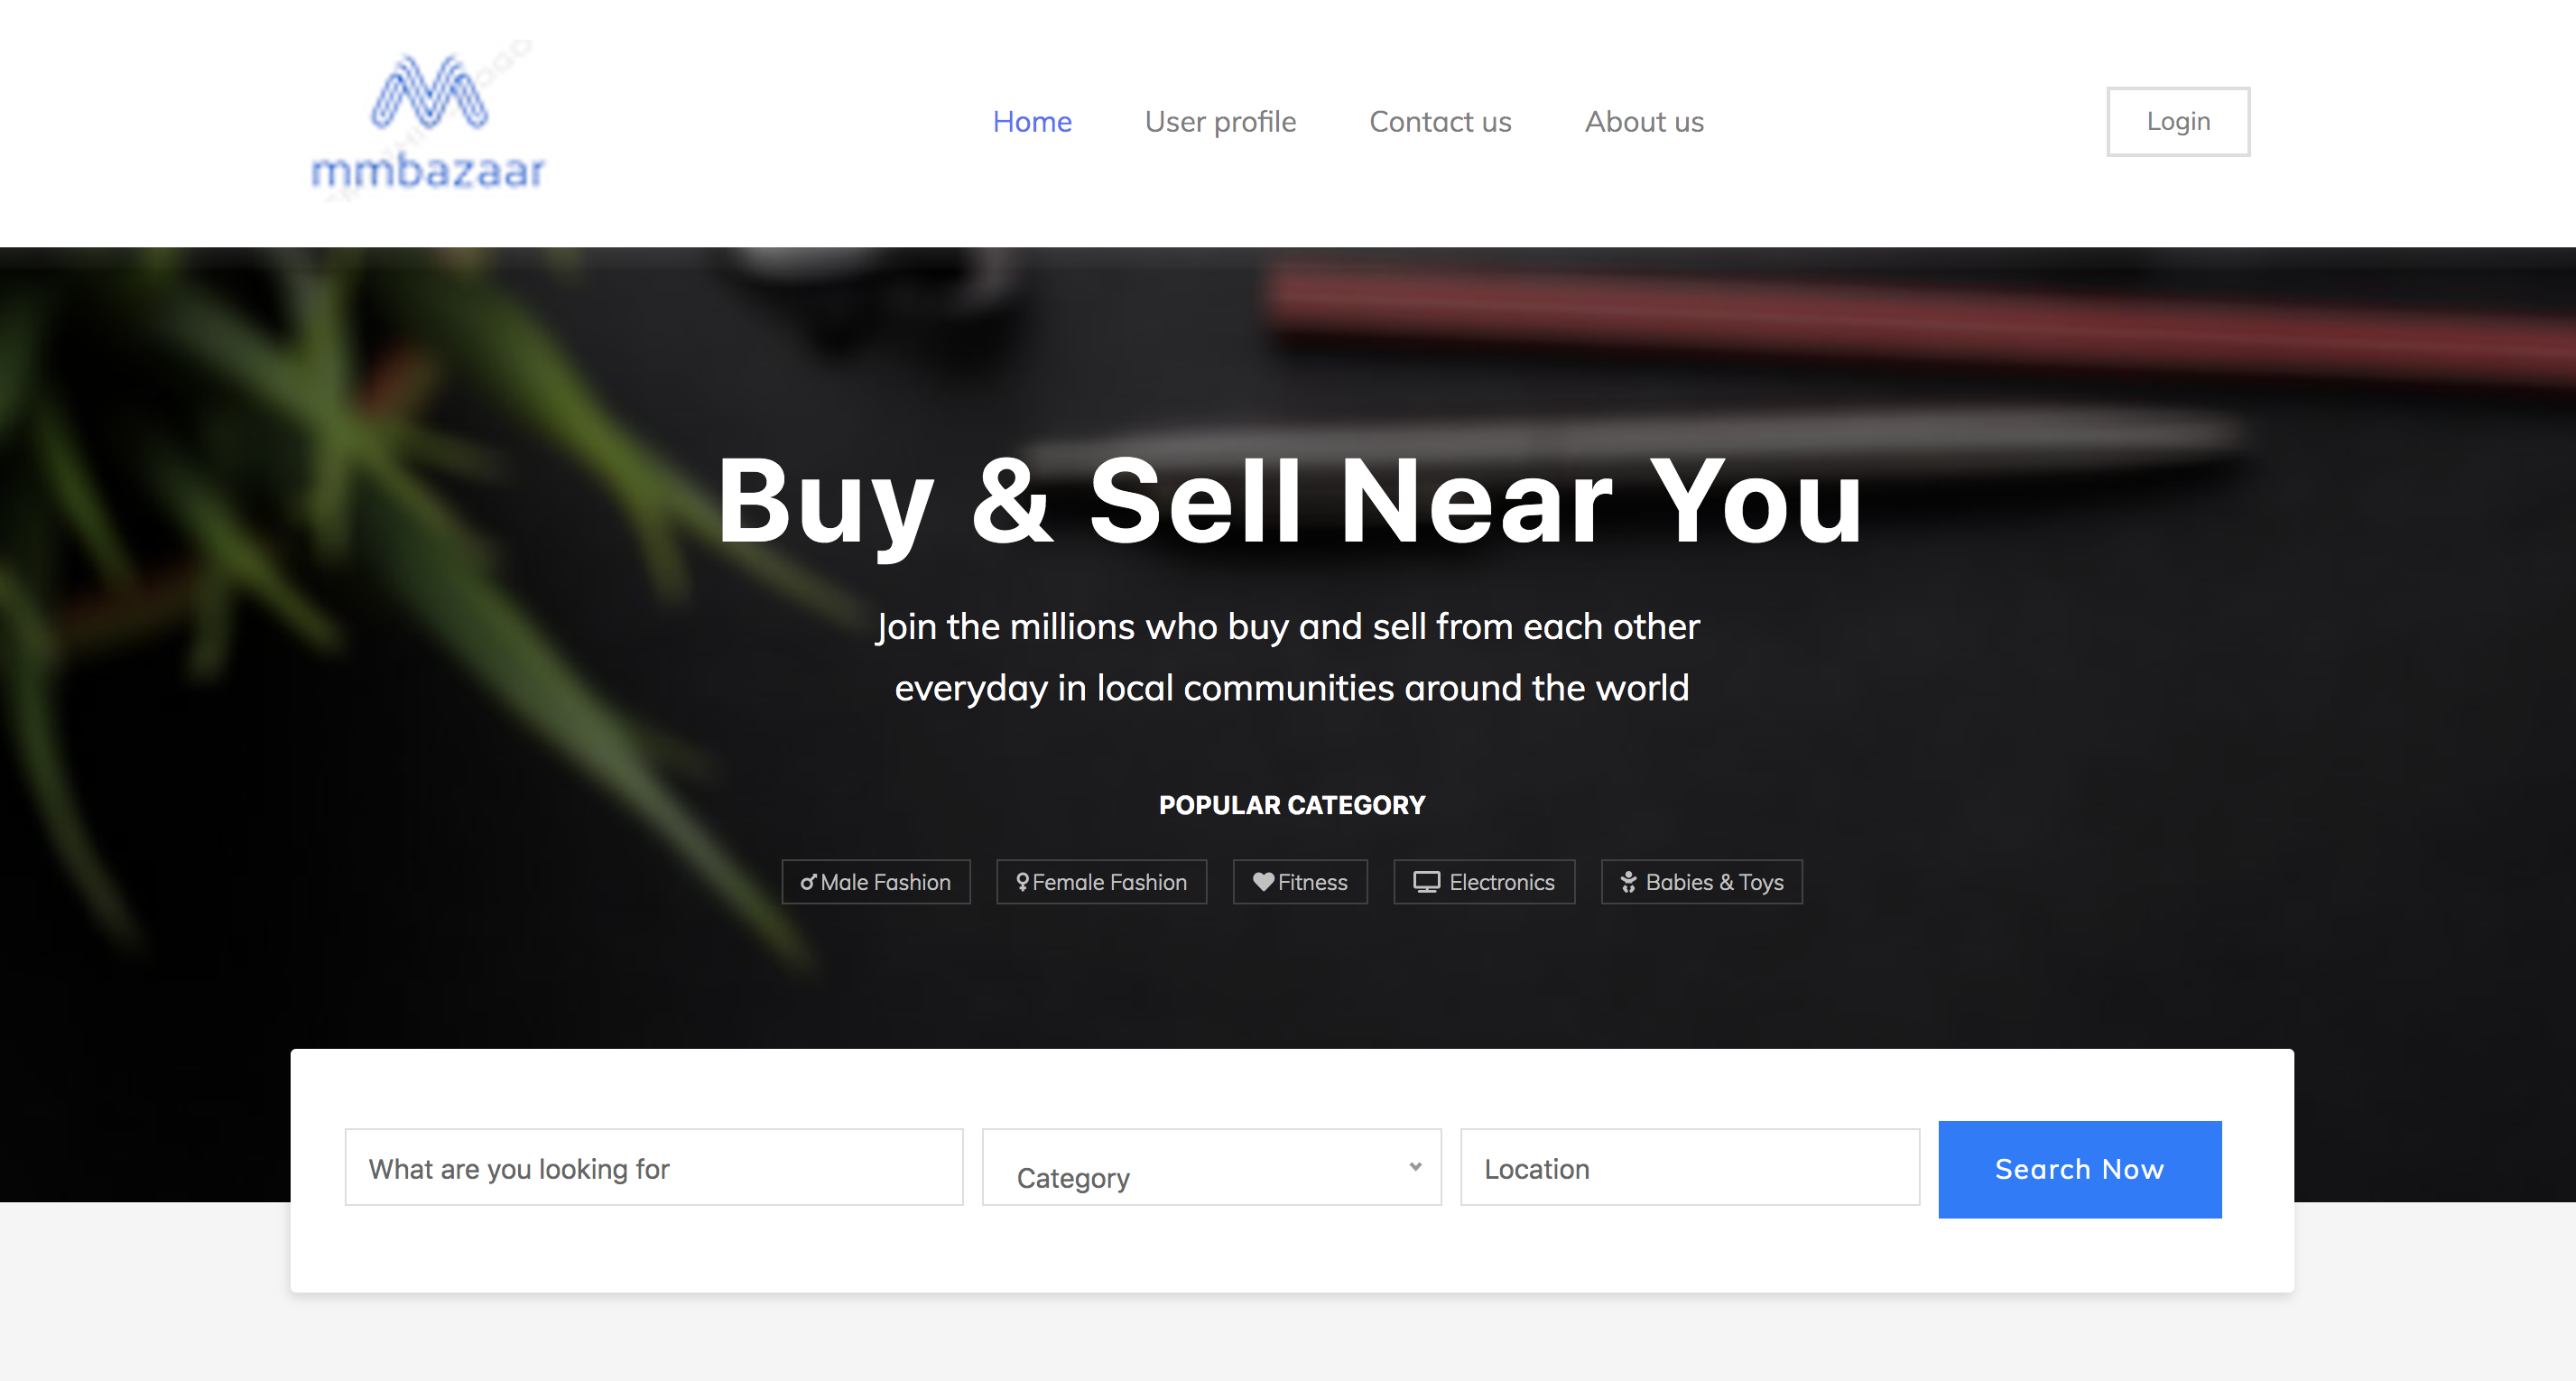 mmbazaar
Home
User profile
Contact us
About us
Login
Buy & Sell Near You
Join the millions who buy and sell from each other
everyday in local communities around the world
POPULAR CATEGORY
Male Fashion
Female Fashion
Fitness
Electronics
Babies & Toys
What are you looking for
Category
Location
Search Now